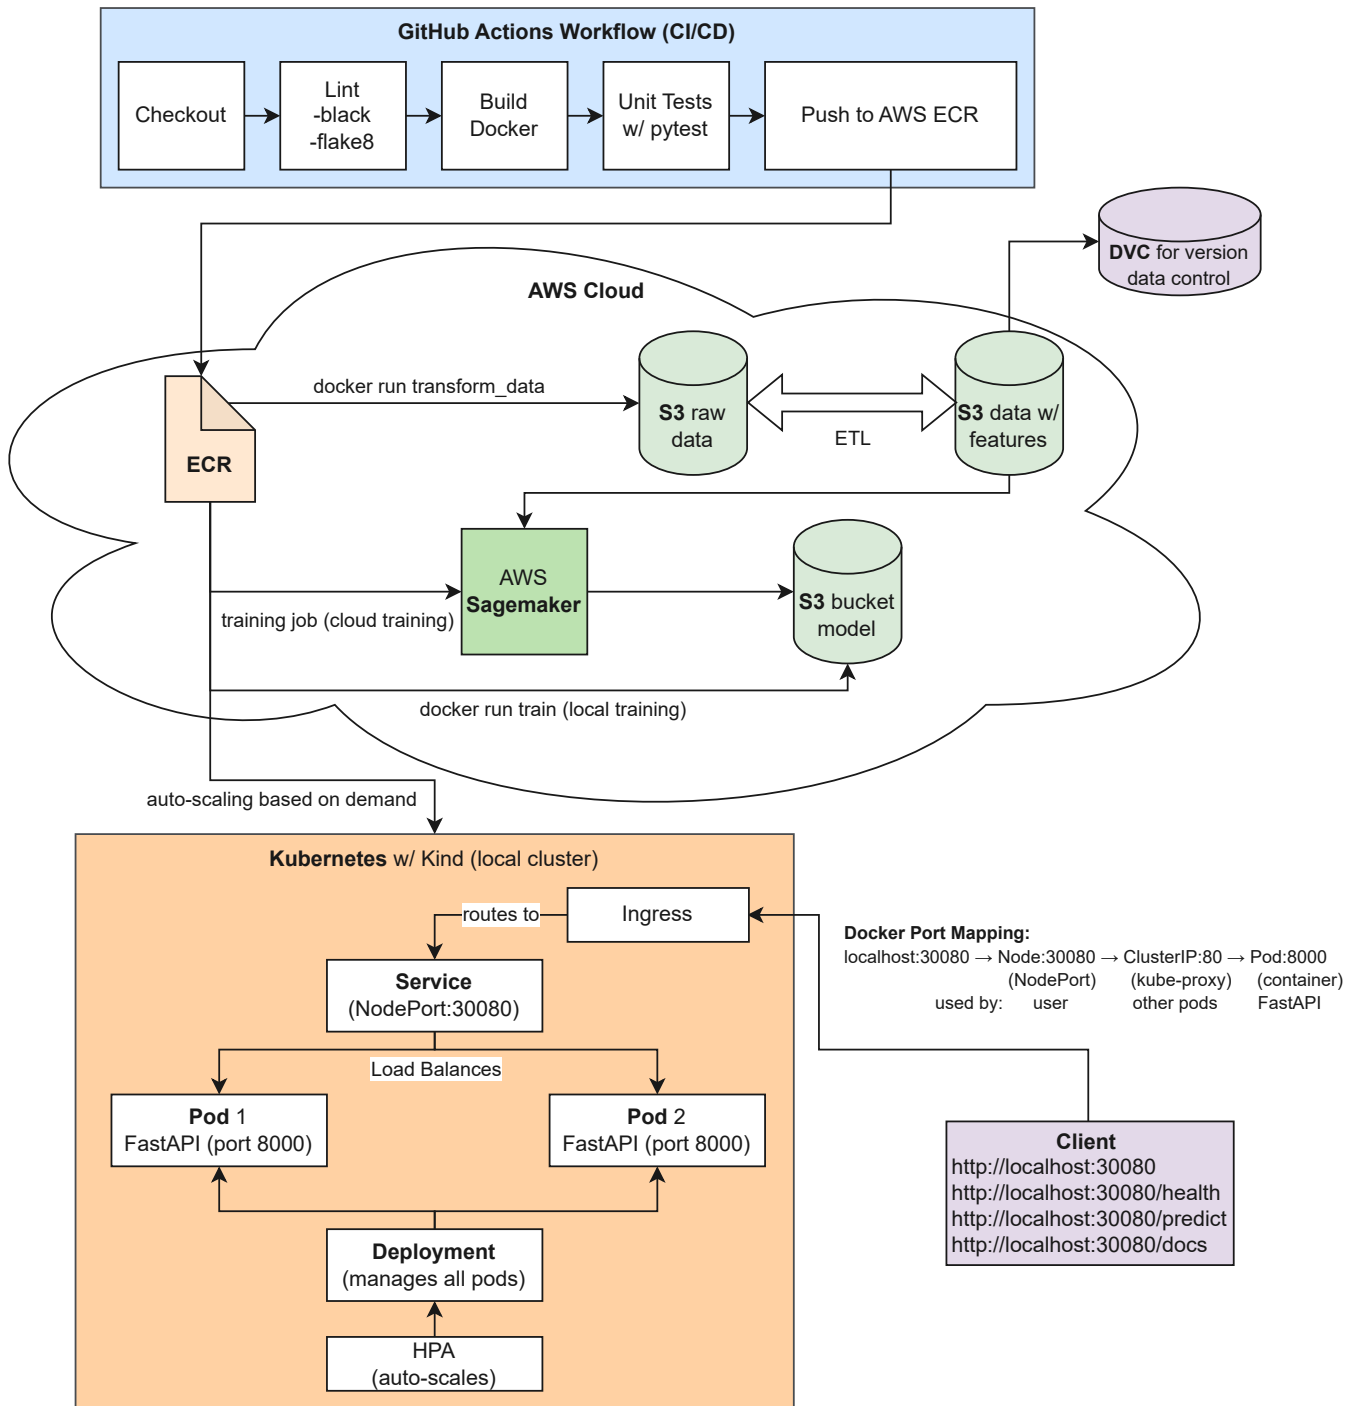 GitHub Actions Workflow (CI/CD)
Checkout
Lint
-black
-flake8
Build
Docker
Unit Tests
w/ pytest
Push to AWS ECR
DVC for version
data control
AWS Cloud
docker run transform_data
S3 raw
data
ETL
S3 data w/
features
ECR
AWS
Sagemaker
training job (cloud training)
S3 bucket
model
docker run train (local training)
auto-scaling based on demand
Kubernetes w/ Kind (local cluster)
routes to
Ingress
Service
(NodePort:30080)
Load Balances
Pod 1
FastAPI (port 8000)
Pod 2
FastAPI (port 8000)
Deployment
(manages all pods)
HPA
(auto-scales)
Docker Port Mapping:
localhost:30080 → Node:30080 → ClusterIP:80 → Pod:8000
(NodePort) (kube-proxy) (container)
used by: user other pods FastAPI
Client
http://localhost:30080
http://localhost:30080/health
http://localhost:30080/predict
http://localhost:30080/docs